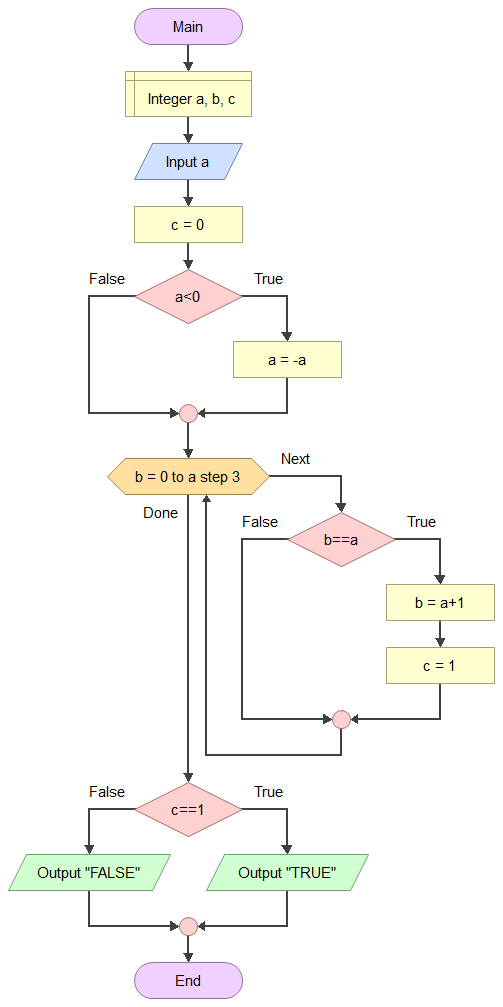 Main
Integer a, b, c
Input a
c = 0
False
True
a<0
a = -a
b = 0 to a step 3
Next
Done
False
True
b==a
b = a+1
c = 1
False
True
c==1
Output "FALSE"
Output "TRUE"
End